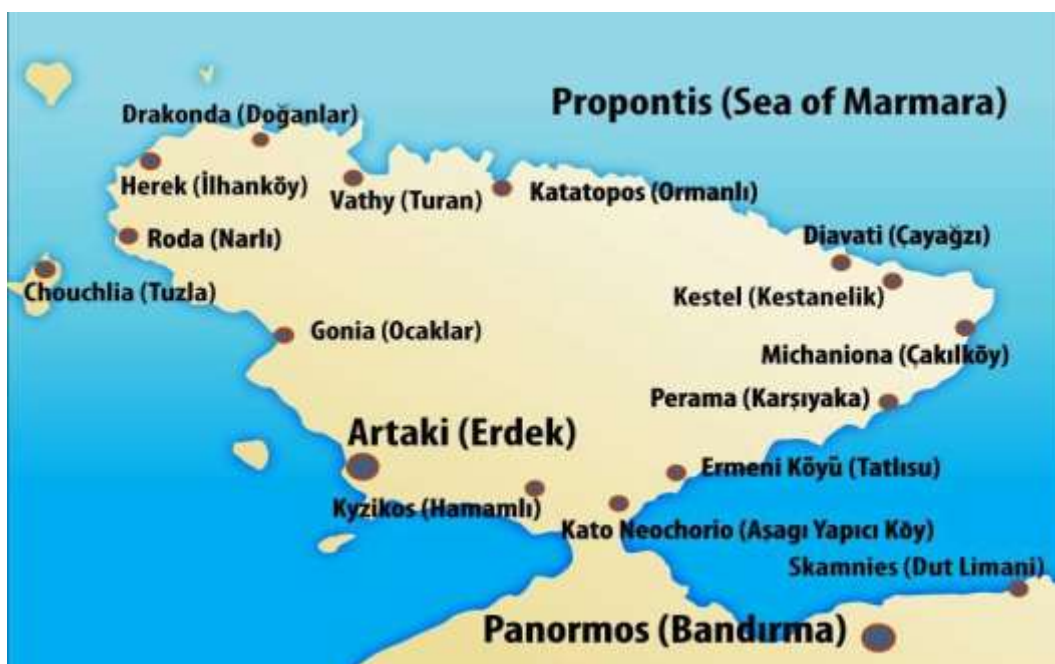 Propontis (Sea of Marmara)
Drakonda (Doğanlar)
Herek (İlhanköy)
Vathy (Turan)
Katatopos (Ormanlı)
Roda (Narlı)
Diavati (Çayağzı)
Chouchlia (Tuzla)
Kestel (Kestanelik)
Gonia (Ocaklar)
Michaniona (Çakılköy)
Perama (Karşıyaka)
Artaki (Erdek)
Ermeni Köyü (Tatlısu)
Kyzikos (Hamamlı)
Kato Neochorio (Asagı Yapıcı Köy)
Skamnies (Dut Limani)
Panormos (Bandırma)